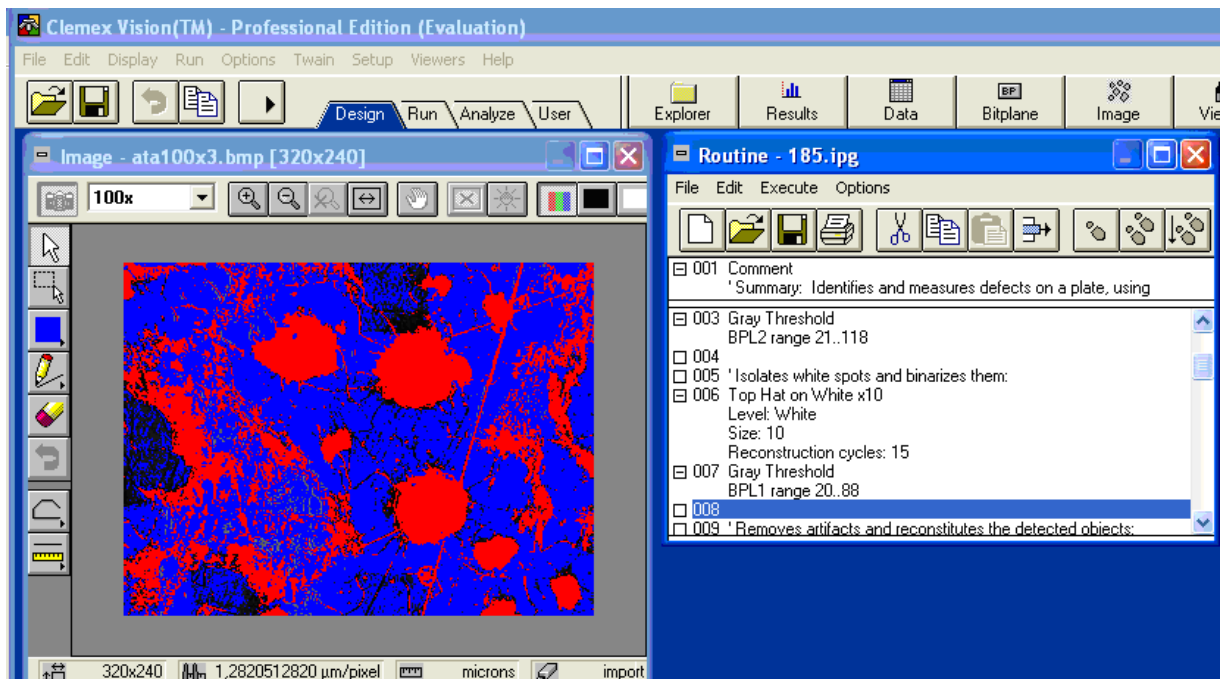 Clemex Vision(TM) - Professional Edition (Evaluation)
File Edit Display Run Options Twain Setup Viewers Help
Design Run Analyze User Explorer Results Data BP Bitplane Image
Image - ata100x3.bmp [320x240]
100x
320x240 1,2820512820 µm/pixel microns import
Routine - 185.ipg
File Edit Execute Options
001 Comment
' Summary: Identifies and measures defects on a plate, using
003 Gray Threshold
BPL2 range 21..118
004
005 ' Isolates white spots and binarizes them:
006 Top Hat on White x10
Level: White
Size: 10
Reconstruction cycles: 15
007 Gray Threshold
BPL1 range 20..88
008
009 ' Removes artifacts and reconstitutes the detected objects: